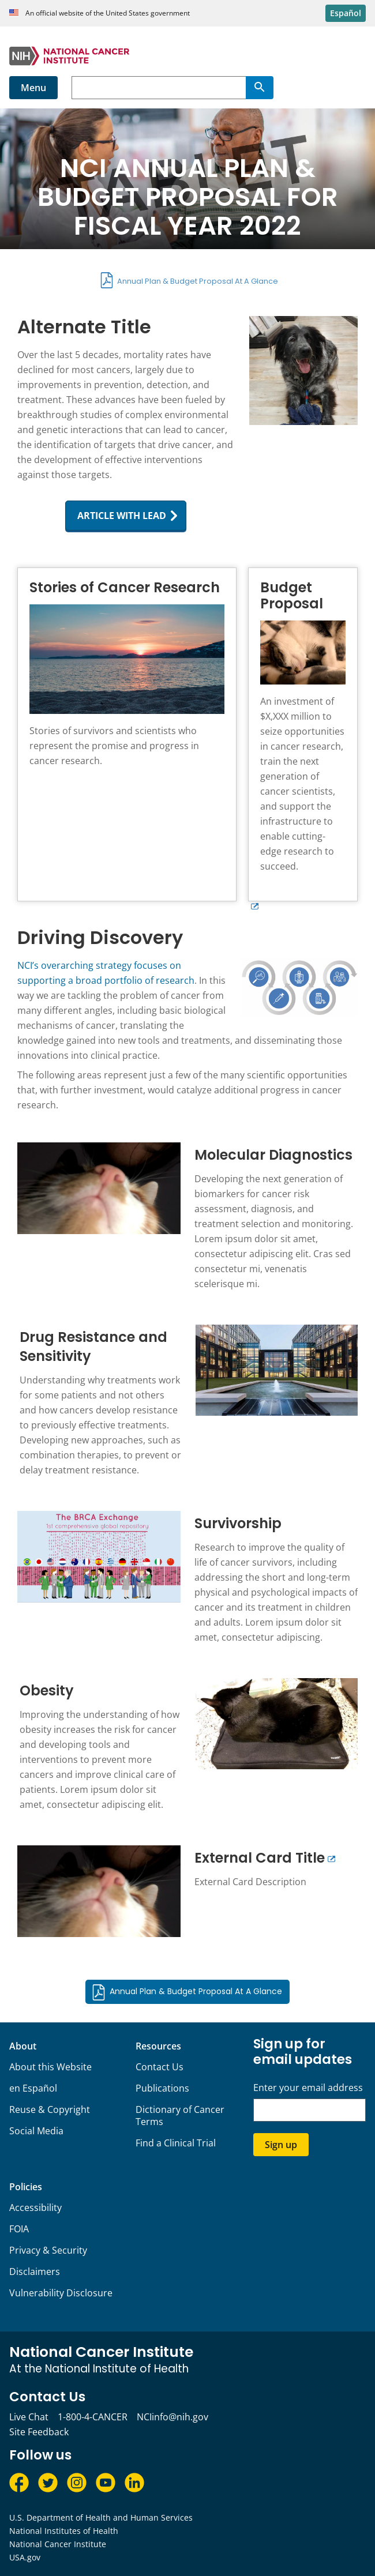 An official website of the United States government
Español
NIH NATIONAL CANCER
INSTITUTE
Menu
NCI ANNUAL PLAN &
BUDGET PROPOSAL FOR
FISCAL YEAR 2022
Annual Plan & Budget Proposal At A Glance
Alternate Title
Over the last 5 decades, mortality rates have
declined for most cancers, largely due to
improvements in prevention, detection, and
treatment. These advances have been fueled by
breakthrough studies of complex environmental
and genetic interactions that can lead to cancer,
the identification of targets that drive cancer, and
the development of effective interventions
against those targets.
ARTICLE WITH LEAD
Stories of Cancer Research
Stories of survivors and scientists who
represent the promise and progress in
cancer research.
Budget
Proposal
An investment of
$X,XXX million to
seize opportunities
in cancer research,
train the next
generation of
cancer scientists,
and support the
infrastructure to
enable cutting-
edge research to
succeed.
Driving Discovery
NCI's overarching strategy focuses on
supporting a broad portfolio of research. In this
way we are tackling the problem of cancer from
many different angles, including basic biological
mechanisms of cancer, translating the
knowledge gained into new tools and treatments, and disseminating those
innovations into clinical practice.
The following areas represent just a few of the many scientific opportunities
that, with further investment, would catalyze additional progress in cancer
research.
Molecular Diagnostics
Developing the next generation of
biomarkers for cancer risk
assessment, diagnosis, and
treatment selection and monitoring.
Lorem ipsum dolor sit amet,
consectetur adipiscing elit. Cras sed
consectetur mi, venenatis
scelerisque mi.
Drug Resistance and
Sensitivity
Understanding why treatments work
for some patients and not others
and how cancers develop resistance
to previously effective treatments.
Developing new approaches, such as
combination therapies, to prevent or
delay treatment resistance.
The BRCA Exchange
1st comprehensive global repository
Survivorship
Research to improve the quality of
life of cancer survivors, including
addressing the short and long-term
physical and psychological impacts of
cancer and its treatment in children
and adults. Lorem ipsum dolor sit
amet, consectetur adipiscing.
Obesity
Improving the understanding of how
obesity increases the risk for cancer
and developing tools and
interventions to prevent more
cancers and improve clinical care of
patients. Lorem ipsum dolor sit
amet, consectetur adipiscing elit.
External Card Title
External Card Description
Annual Plan & Budget Proposal At A Glance
About
About this Website
en Español
Reuse & Copyright
Social Media
Resources
Contact Us
Publications
Dictionary of Cancer
Terms
Find a Clinical Trial
Sign up for
email updates
Enter your email address
Sign up
Policies
Accessibility
FOIA
Privacy & Security
Disclaimers
Vulnerability Disclosure
National Cancer Institute
At the National Institute of Health
Contact Us
Live Chat 1-800-4-CANCER NCIinfo@nih.gov
Site Feedback
Follow us
U.S. Department of Health and Human Services
National Institutes of Health
National Cancer Institute
USA.gov